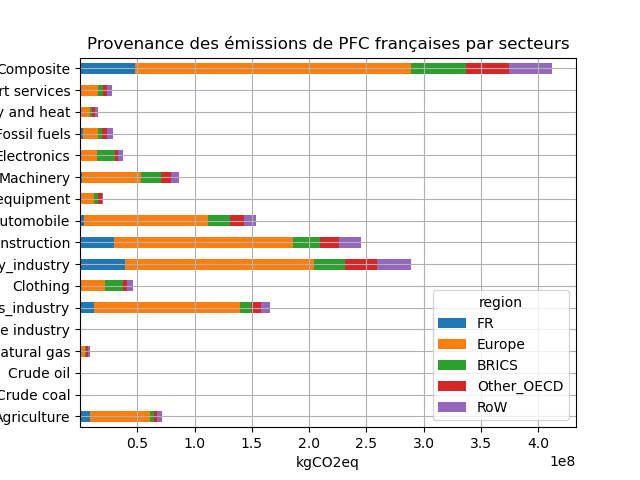 Provenance des émissions de PFC françaises par secteurs
Composite
rt services
y and heat
Fossil fuels
Electronics
Machinery
equipment
utomobile
nstruction
y_industry
Clothing
s_industry
e industry
atural gas
Crude oil
Crude coal
Agriculture
region
FR
Europe
BRICS
Other_OECD
RoW
0.5 1.0 1.5 2.0 2.5 3.0 3.5 4.0
kgCO2eq
1e8